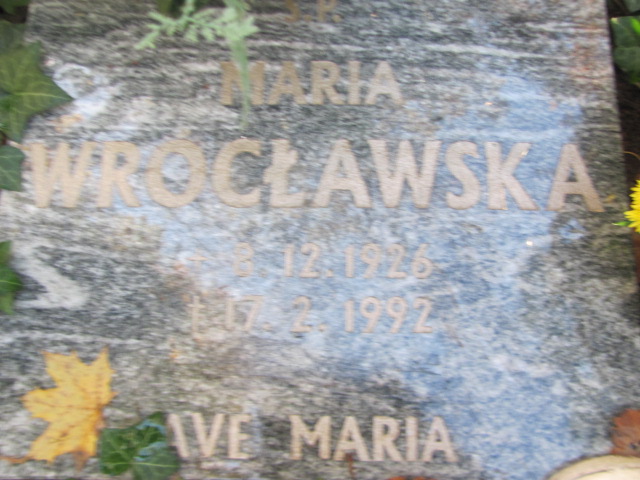 Ś.P.
MARIA
WROCŁAWSKA
* 8.12.1926
† 17.2.1992
AVE MARIA